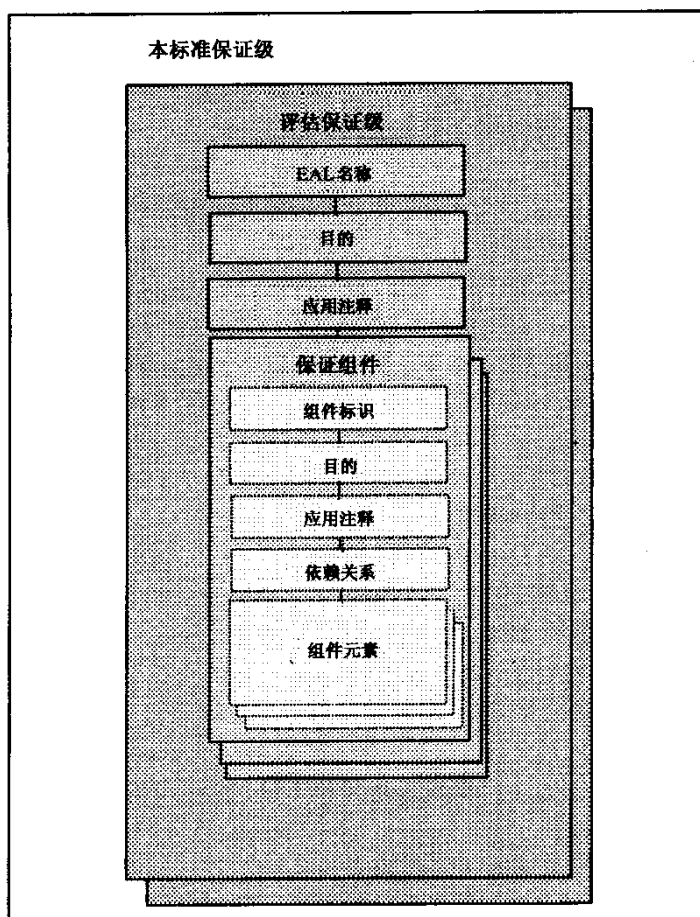 本标准保证级
评估保证级
EAL名称
目的
应用注释
保证组件
组件标识
目的
应用注释
依赖关系
组件元素